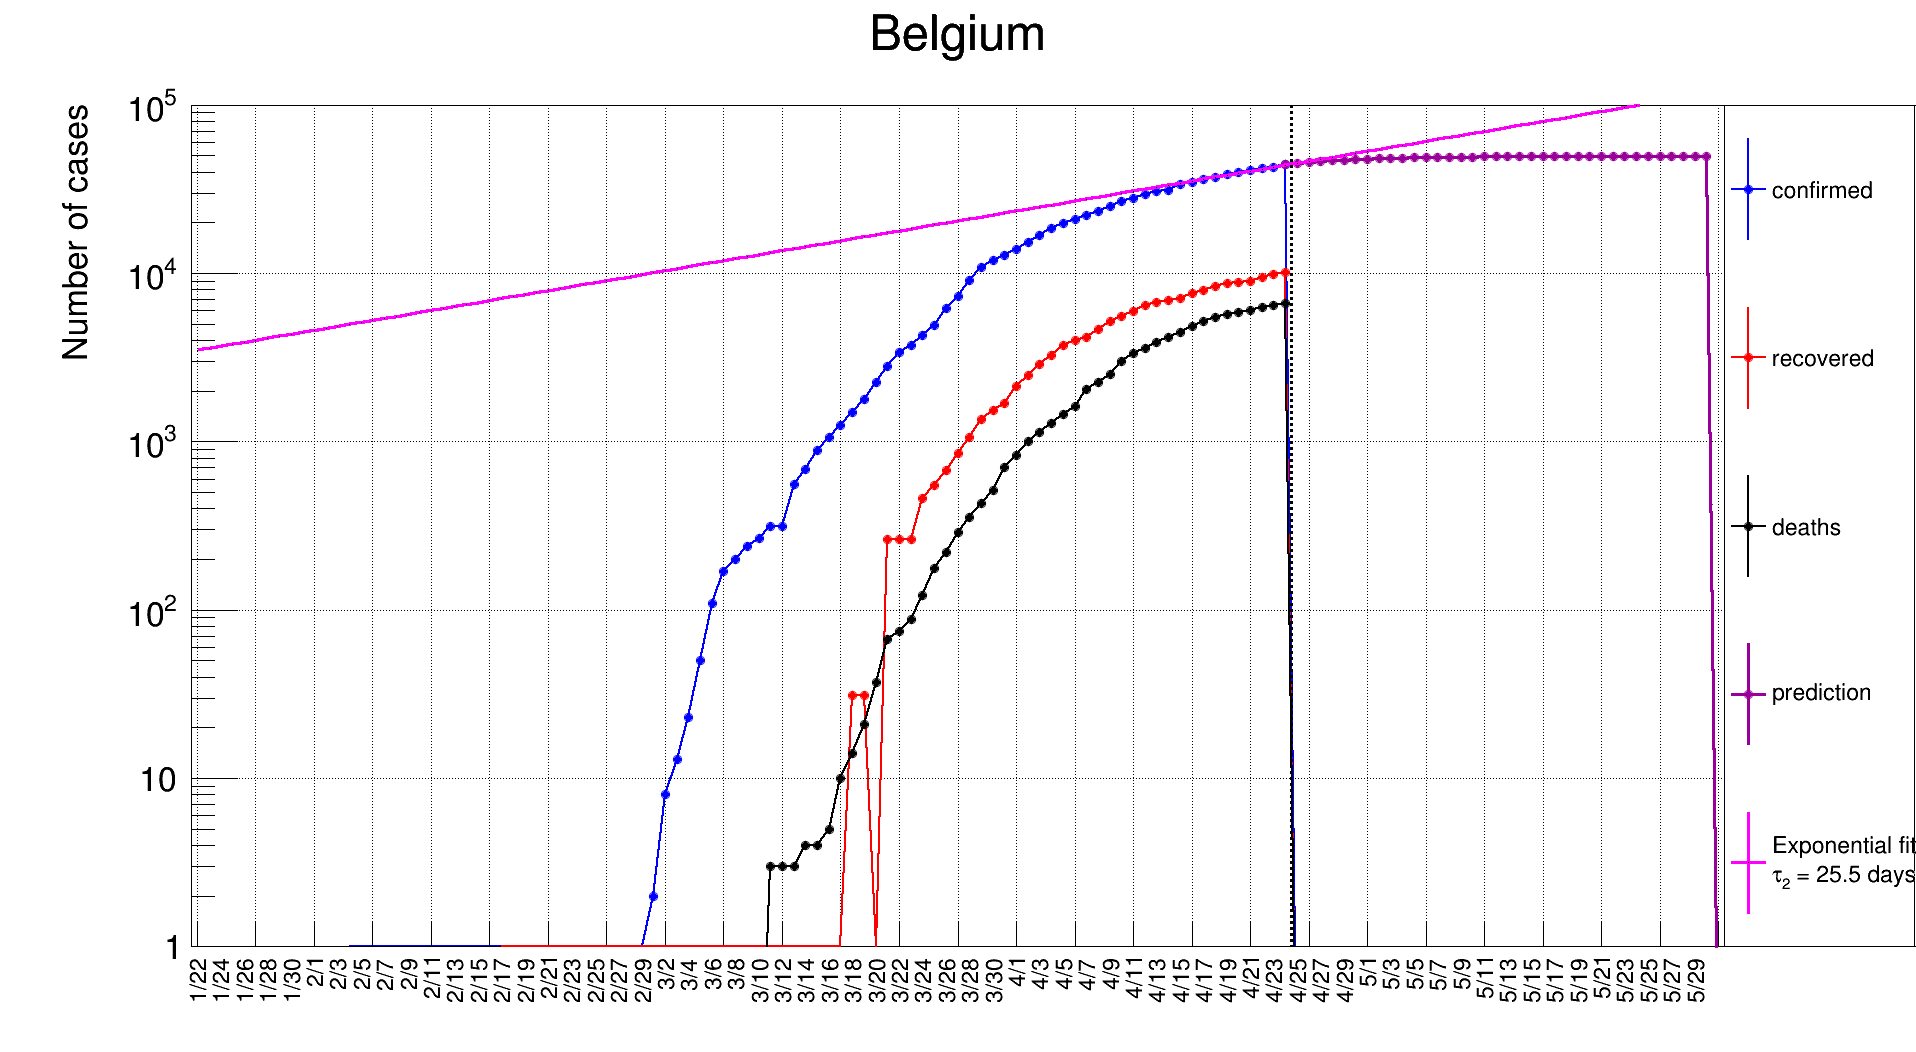 Belgium
Number of cases
10^5
10^4
10^3
10^2
10
1
1/22 1/24 1/26 1/28 1/30 2/1 2/3 2/5 2/7 2/9 2/11 2/13 2/15 2/17 2/19 2/21 2/23 2/25 2/27 2/29 3/2 3/4 3/6 3/8 3/10 3/12 3/14 3/16 3/18 3/20 3/22 3/24 3/26 3/28 3/30 4/1 4/3 4/5 4/7 4/9 4/11 4/13 4/15 4/17 4/19 4/21 4/23 4/25 4/27 4/29 5/1 5/3 5/5 5/7 5/9 5/11 5/13 5/15 5/17 5/19 5/21 5/23 5/25 5/27 5/29
confirmed
recovered
deaths
prediction
Exponential fit
τ₂ = 25.5 days